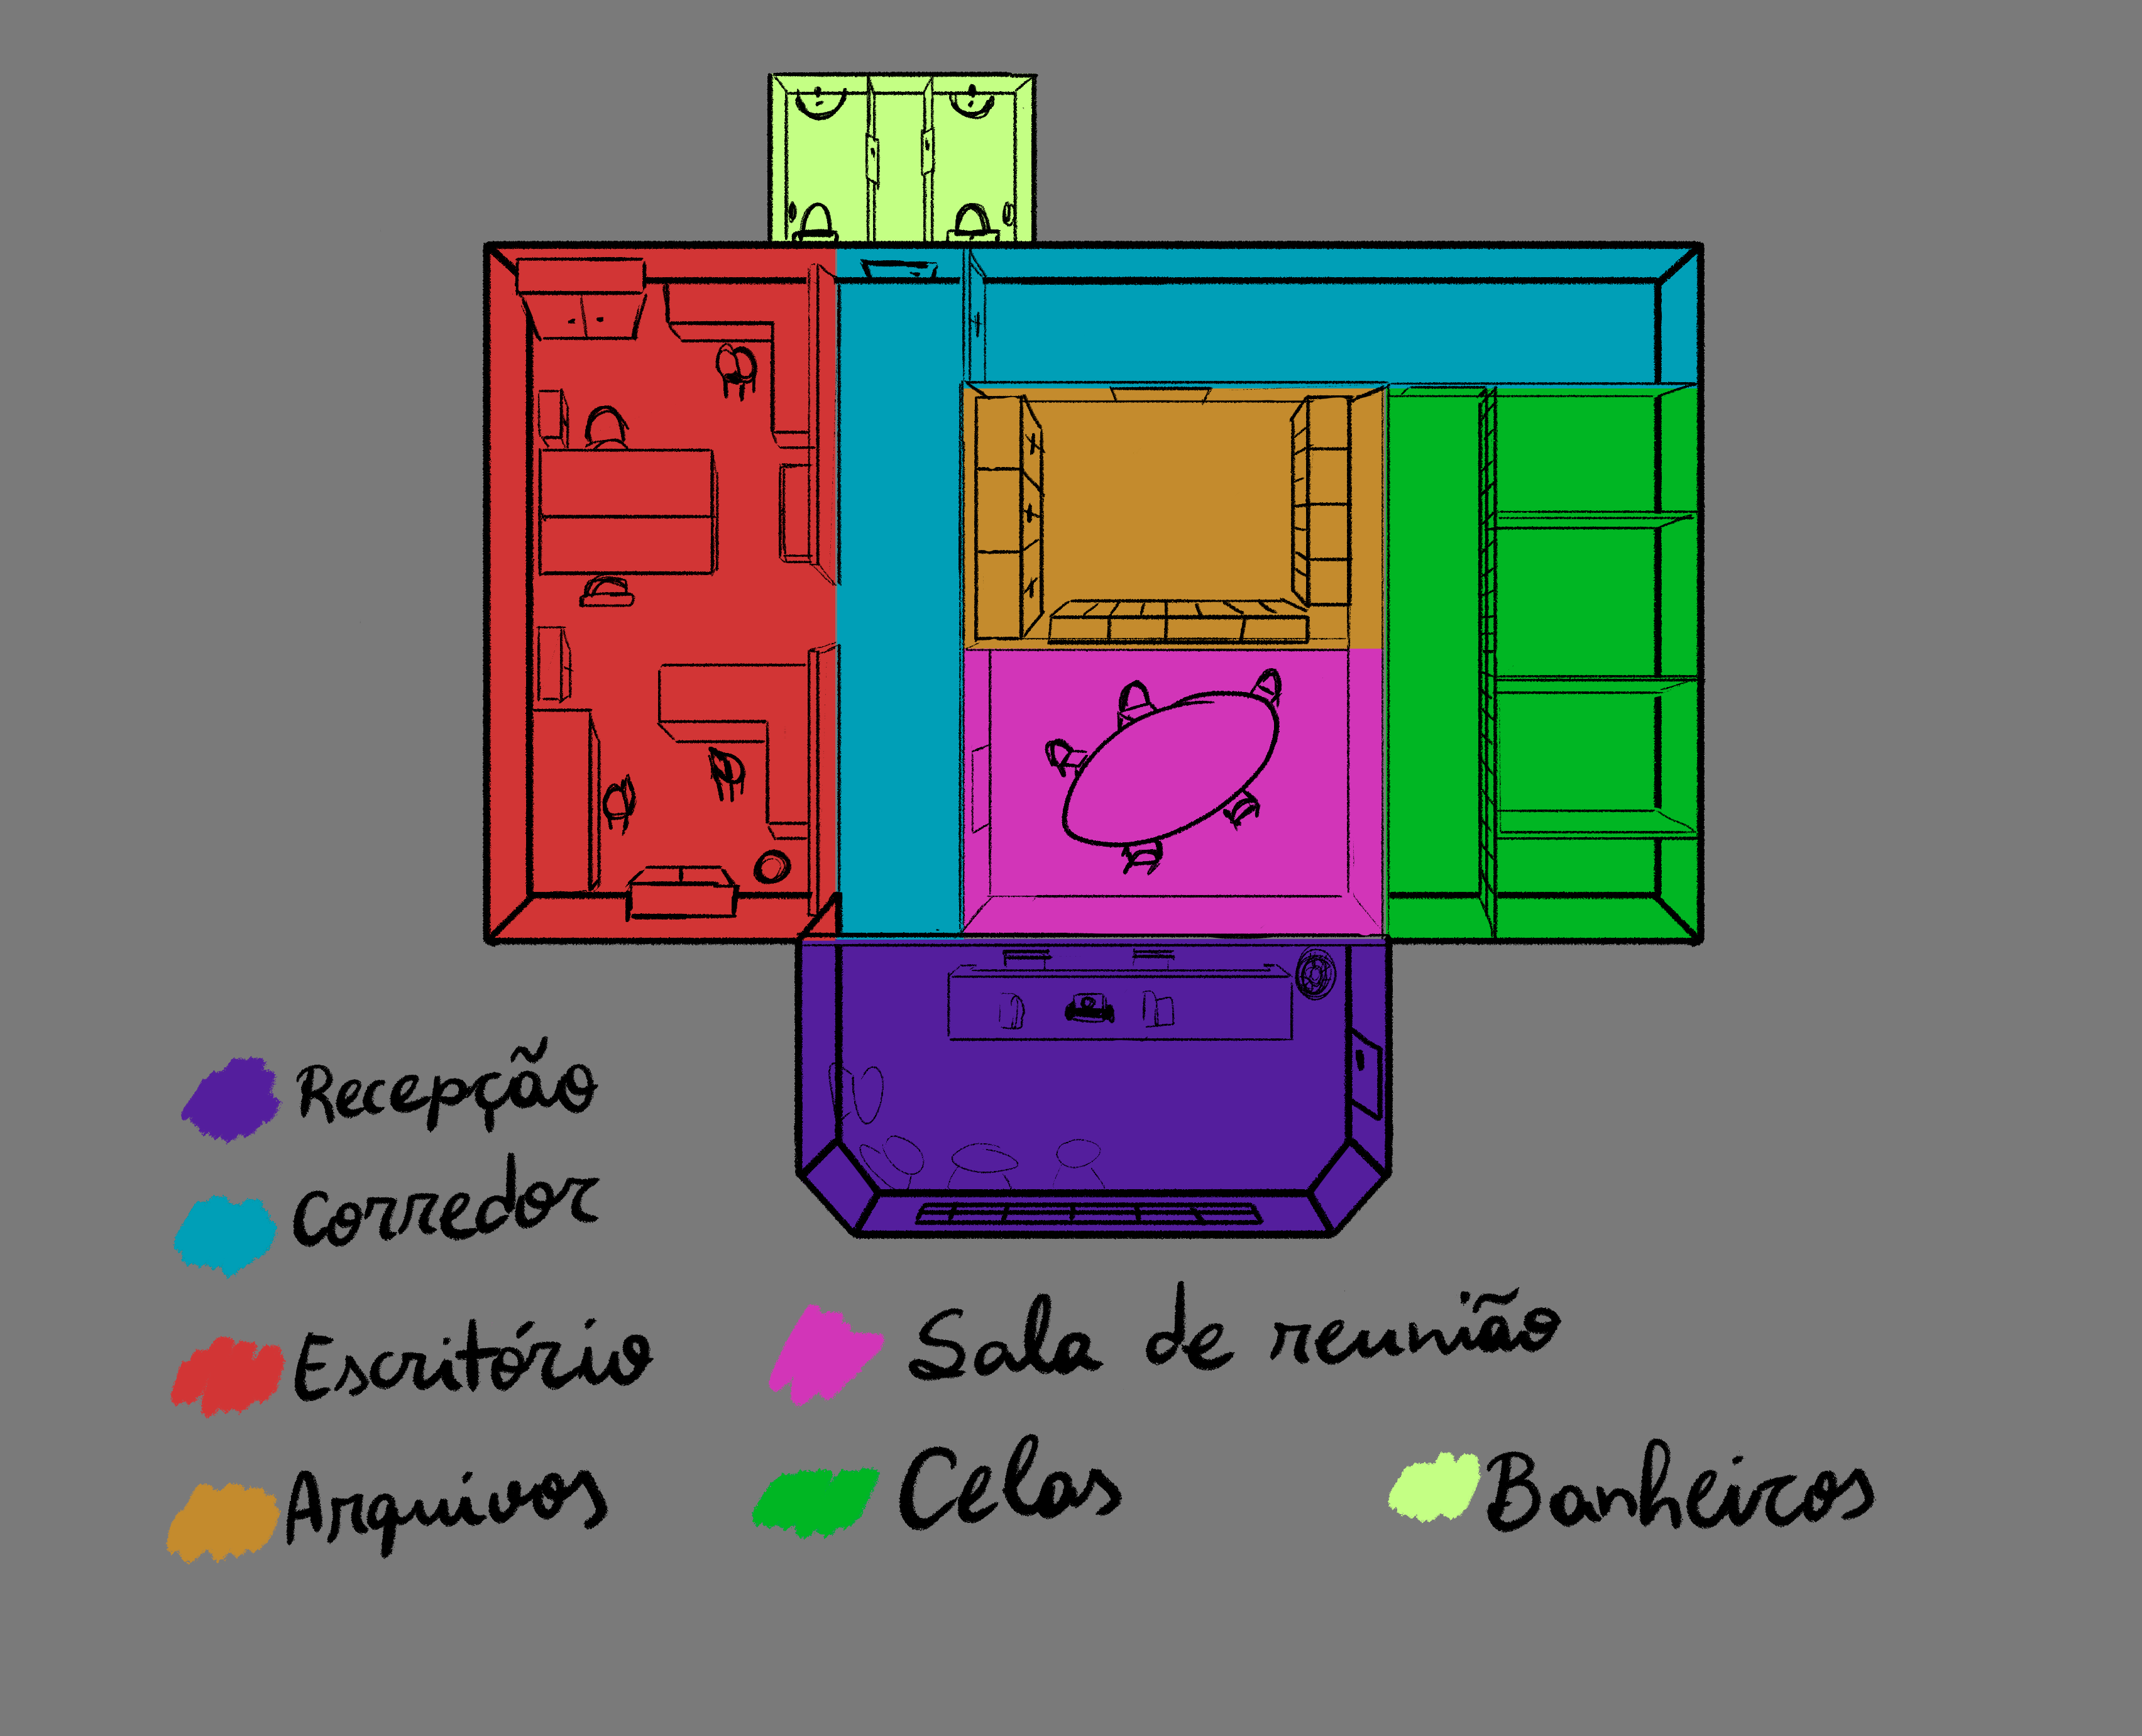 Recepção
Corredor
Escritório
Sala de reunião
Arquivos
Celas
Banheiros